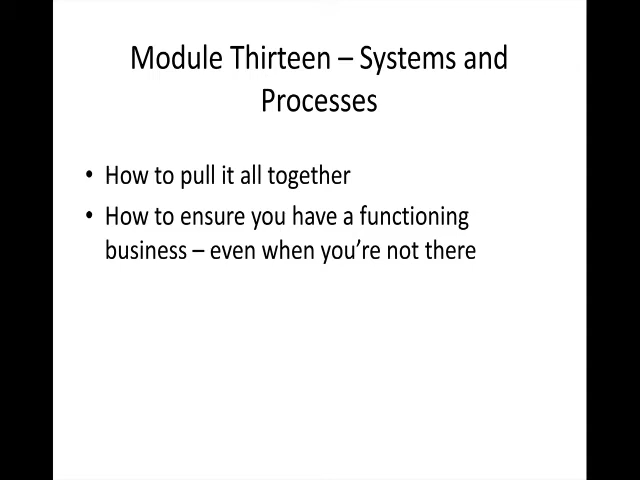 Module Thirteen – Systems and
Processes
• How to pull it all together
• How to ensure you have a functioning
business – even when you’re not there